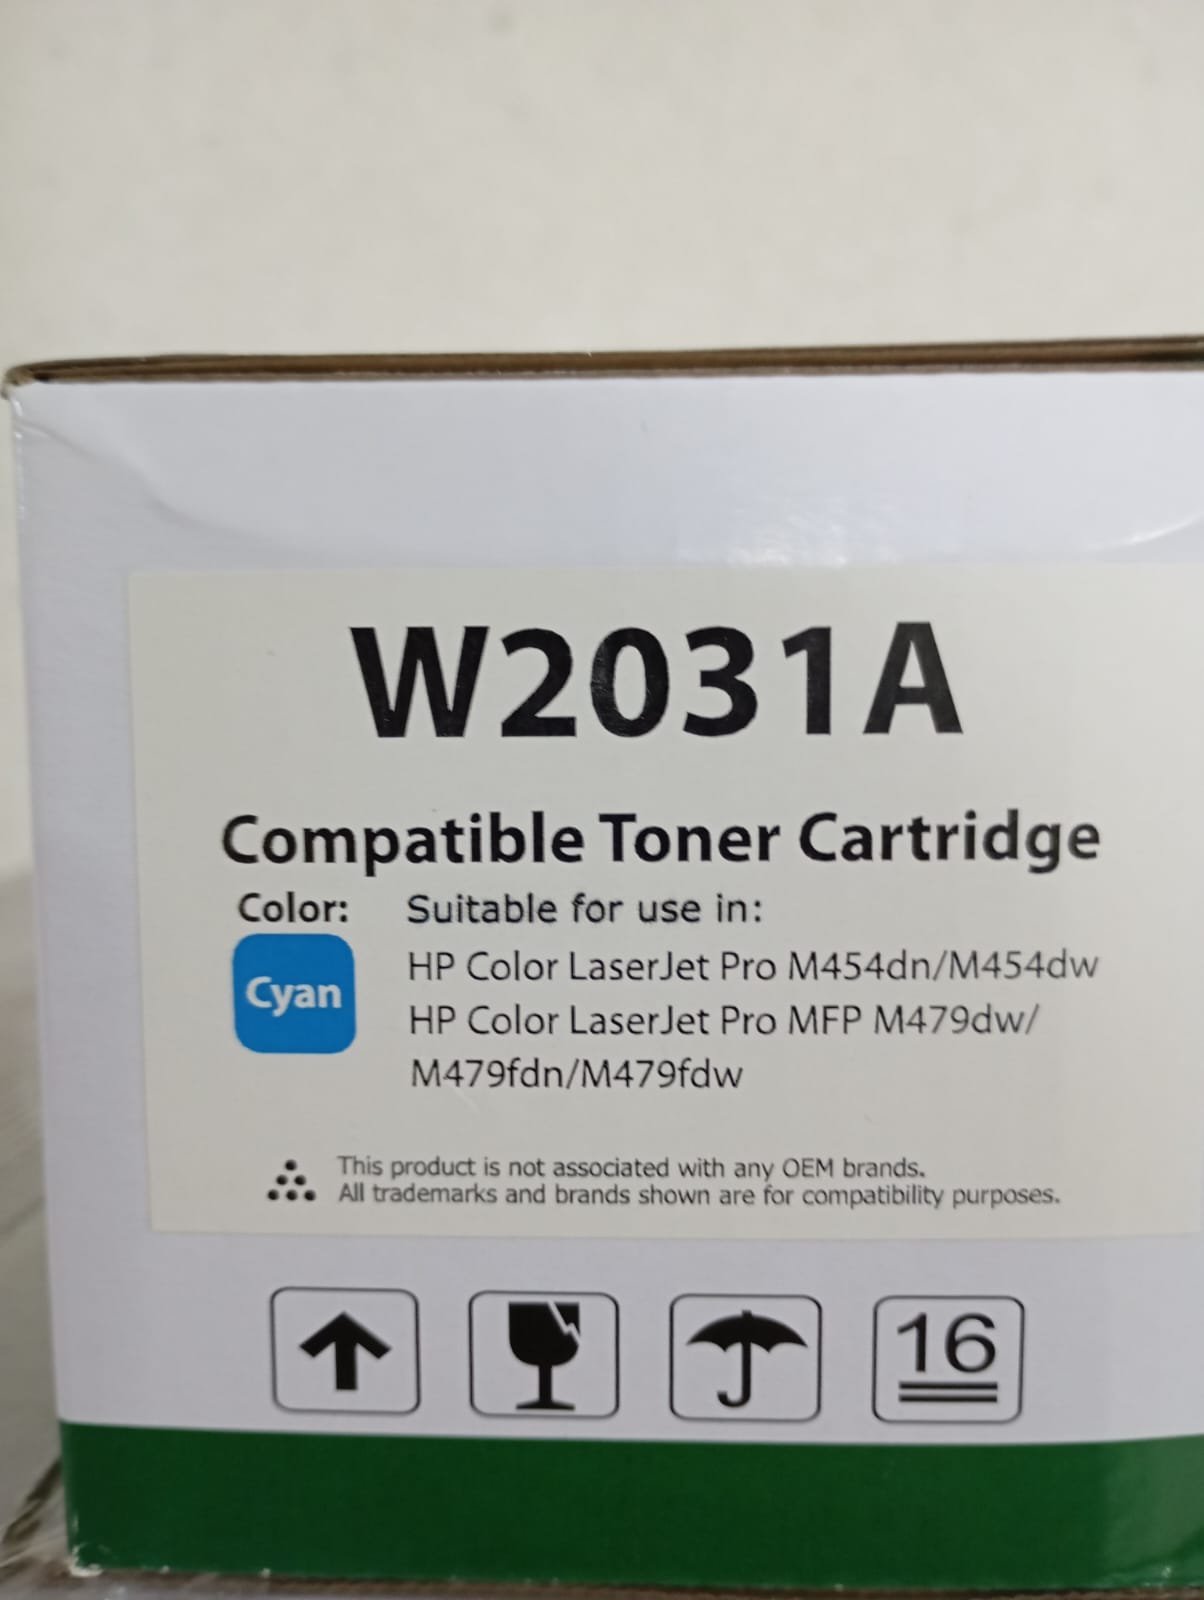 W2031A
Compatible Toner Cartridge
Color: Suitable for use in:
Cyan
HP Color LaserJet Pro M454dn/M454dw
HP Color LaserJet Pro MFP M479dw/
M479fdn/M479fdw
This product is not associated with any OEM brands.
All trademarks and brands shown are for compatibility purposes.
16